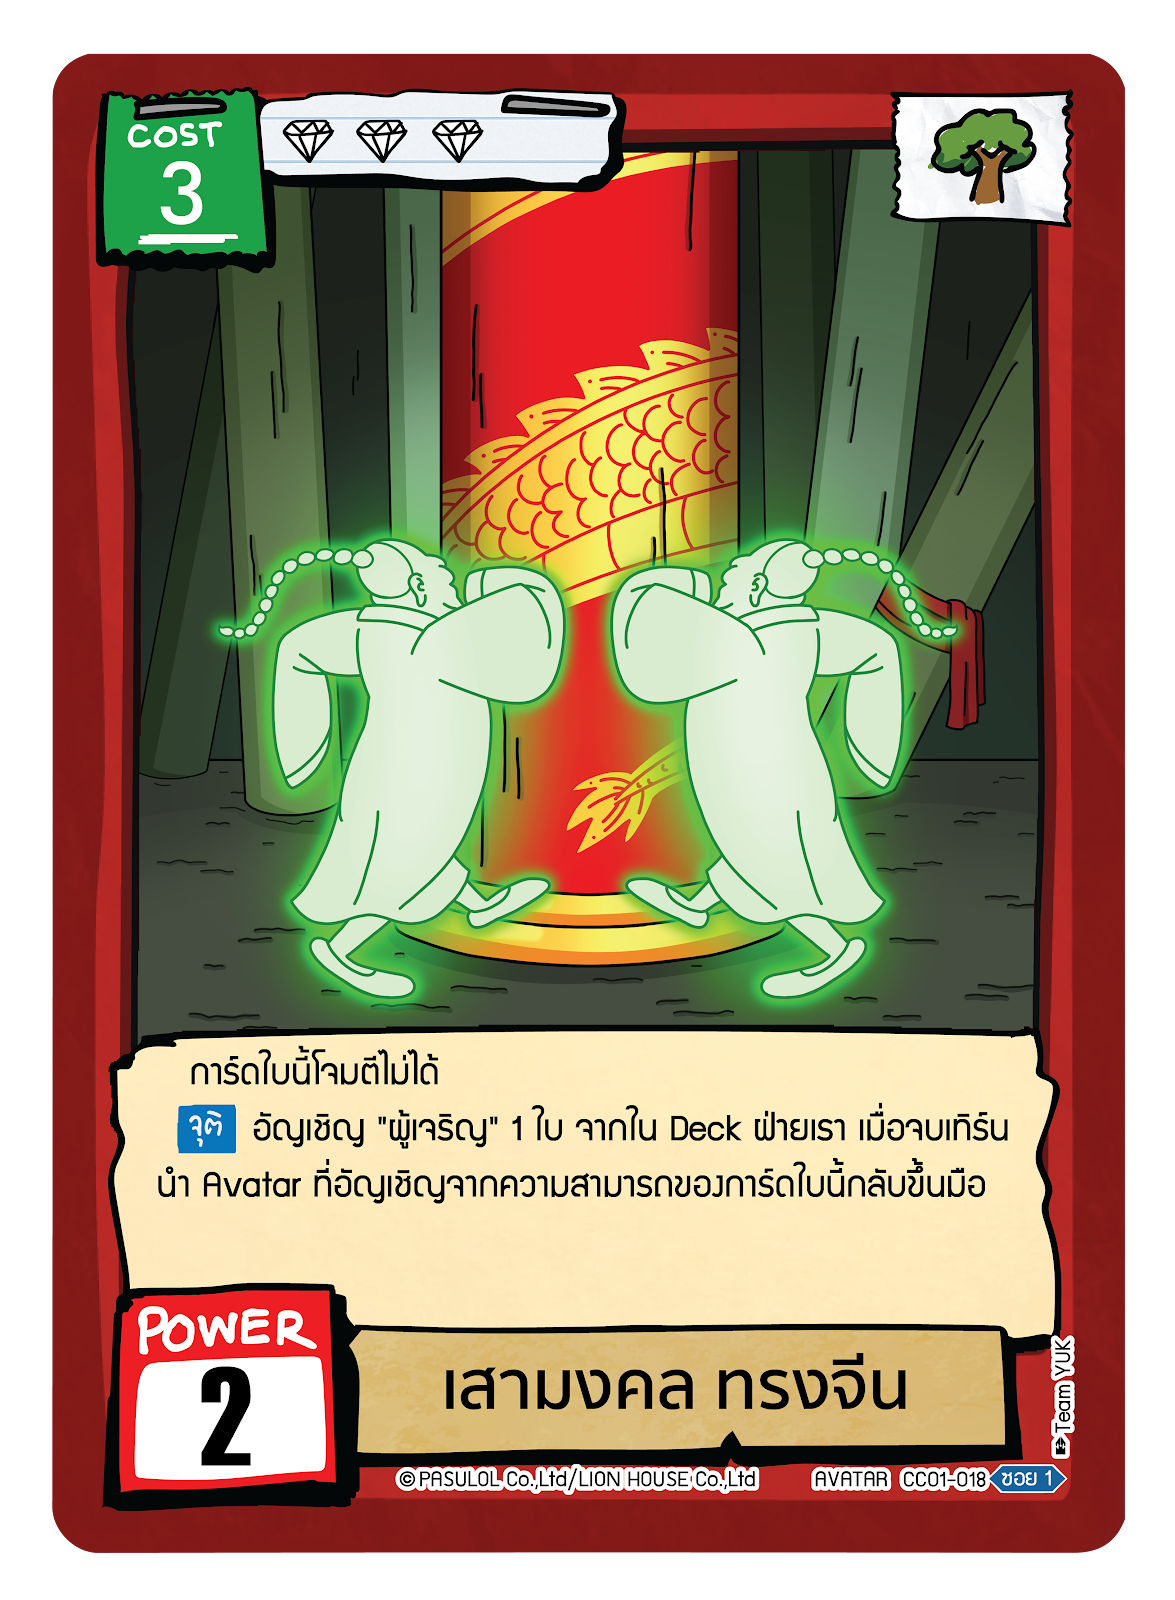 COST
3
การ์ดใบนี้โจมตีไม่ได้
จุติ อัญเชิญ "ผู้เจริญ" 1 ใบ จากใน Deck ฝ่ายเรา เมื่อจบเทิร์น
นำ Avatar ที่อัญเชิญจากความสามารถของการ์ดใบนี้กลับขึ้นมือ
POWER
2
เสามงคล ทรงจีน
Team YUK
© PASULOL Co.,Ltd/LION HOUSE Co.,Ltd
AVATAR CC01-018 ซอย 1